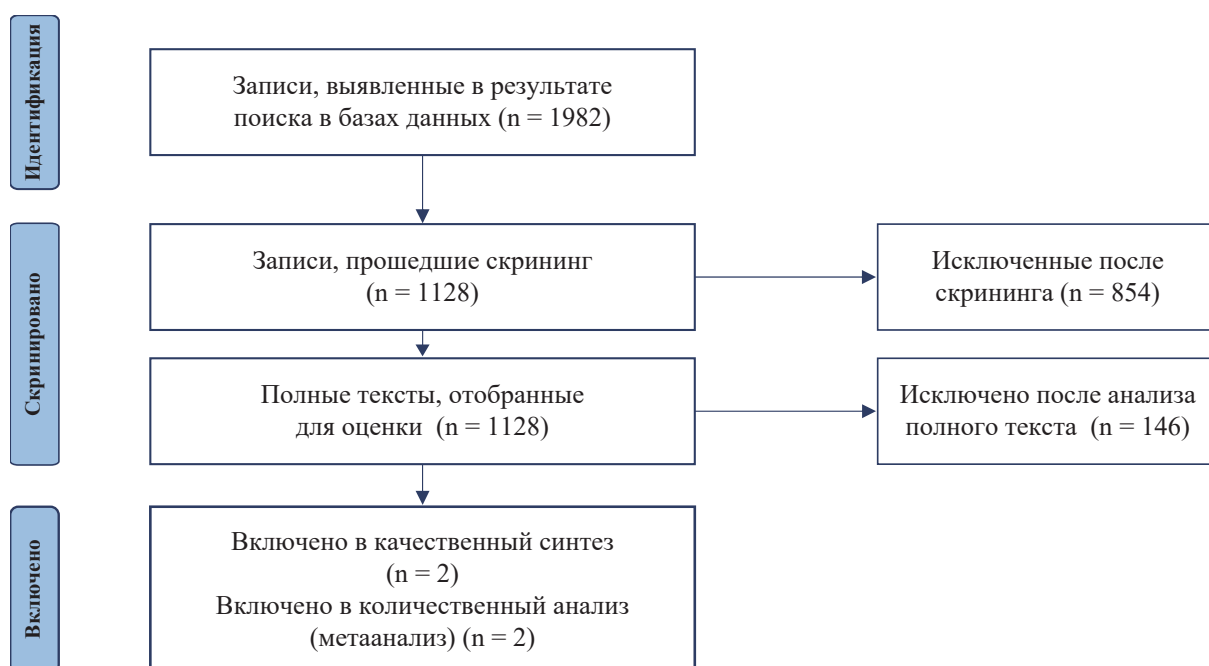 Идентификация
Записи, выявленные в результате
поиска в базах данных (n = 1982)
Скринировано
Записи, прошедшие скрининг
(n = 1128)
Исключенные после
скрининга (n = 854)
Полные тексты, отобранные
для оценки (n = 1128)
Исключено после анализа
полного текста (n = 146)
Включено
Включено в качественный синтез
(n = 2)
Включено в количественный анализ
(метаанализ) (n = 2)